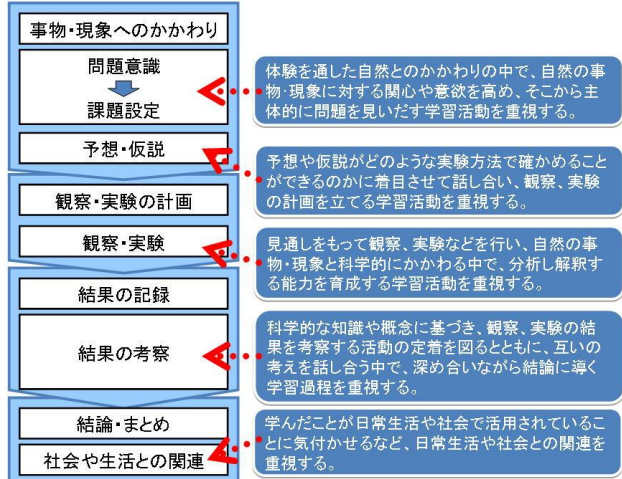 事物・現象へのかかわり
問題意識
課題設定
体験を通した自然とのかかわりの中で、自然の事
物・現象に対する関心や意欲を高め、そこから主
体的に問題を見いだす学習活動を重視する。
予想・仮説
予想や仮説がどのような実験方法で確かめること
ができるのかに着目させて話し合い、観察、実験
の計画を立てる学習活動を重視する。
観察・実験の計画
観察・実験
見通しをもって観察、実験などを行い、自然の事
物・現象と科学的にかかわる中で、分析し解釈す
る能力を育成する学習活動を重視する。
結果の記録
結果の考察
科学的な知識や概念に基づき、観察、実験の結
果を考察する活動の定着を図るとともに、互いの
考えを話し合う中で、深め合いながら結論に導く
学習過程を重視する。
結論・まとめ
社会や生活との関連
学んだことが日常生活や社会で活用されているこ
とに気付かせるなど、日常生活や社会との関連を
重視する。